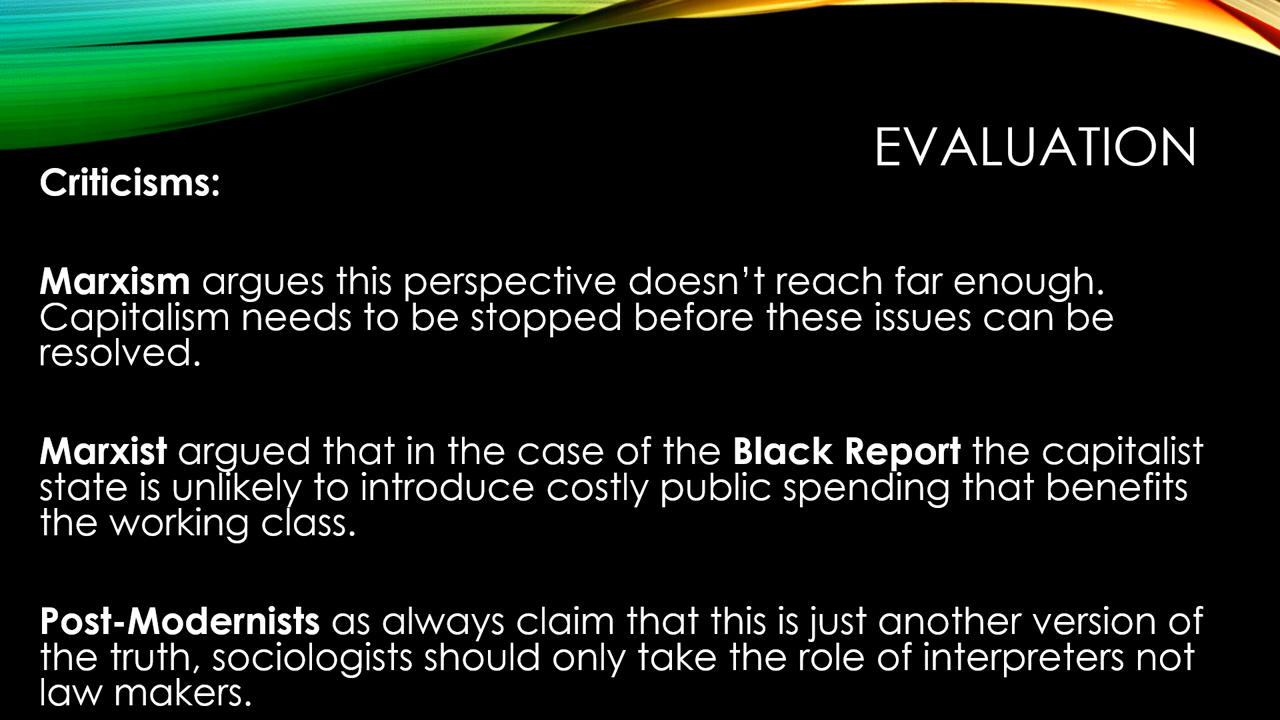 EVALUATION
Criticisms:
Marxism argues this perspective doesn’t reach far enough.
Capitalism needs to be stopped before these issues can be
resolved.
Marxist argued that in the case of the Black Report the capitalist
state is unlikely to introduce costly public spending that benefits
the working class.
Post-Modernists as always claim that this is just another version of
the truth, sociologists should only take the role of interpreters not
law makers.